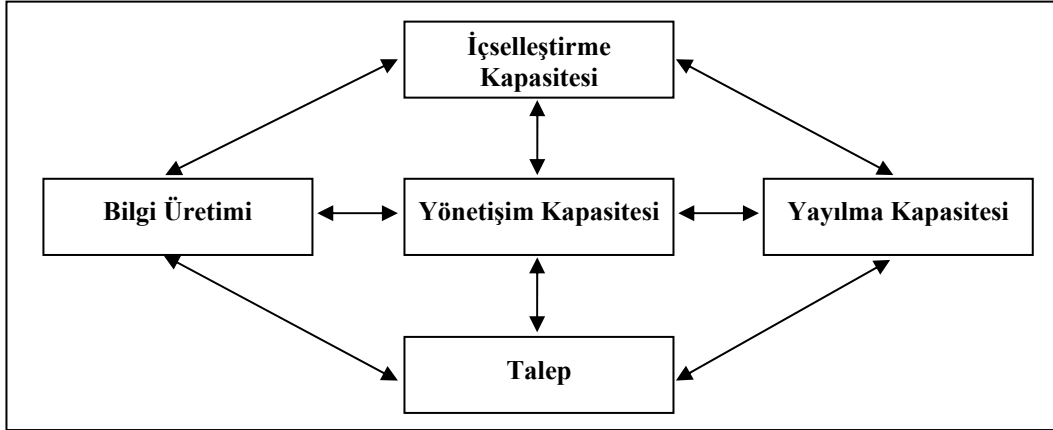 İçselleştirme
Kapasitesi
Bilgi Üretimi
Yönetişim Kapasitesi
Yayılma Kapasitesi
Talep